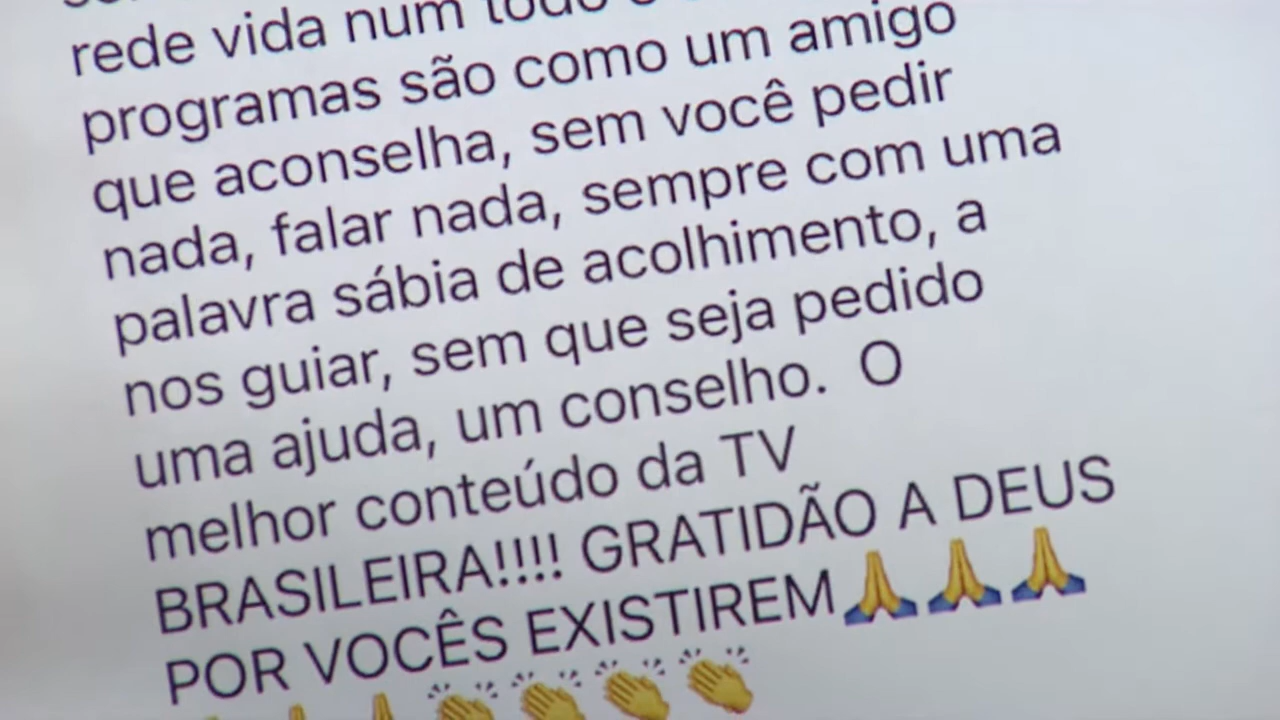 rede vida num todo
programas são como um amigo
que aconselha, sem você pedir
nada, falar nada, sempre com uma
palavra sábia de acolhimento, a
nos guiar, sem que seja pedido
uma ajuda, um conselho. O
melhor conteúdo da TV
BRASILEIRA!!!! GRATIDÃO A DEUS
POR VOCÊS EXISTIREM🙏🙏🙏
🙏🙏🙏👏👏👏👏